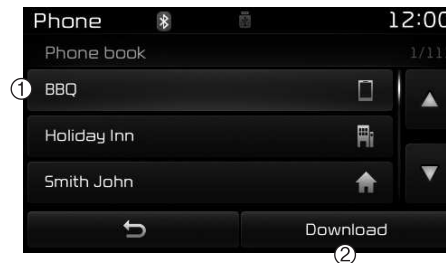 Phone 12:00
Phone book 1/11
① BBQ
Holiday Inn
Smith John
Download
②